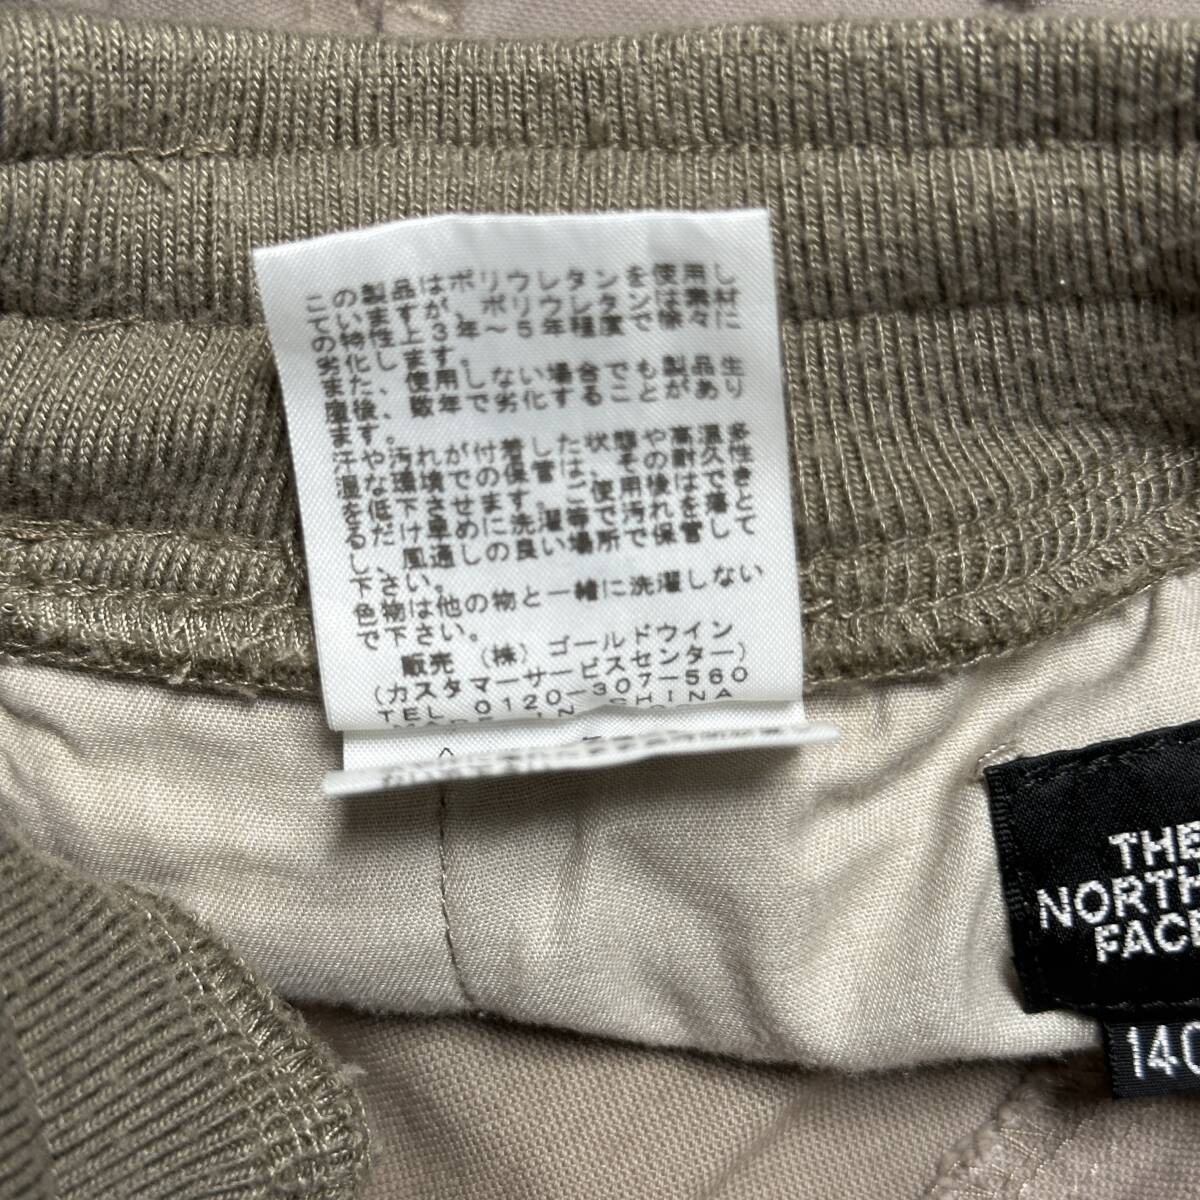 この製品はポリウレタンを使用し
ていますが、ポリウレタンは素材
の特性上3年～5年程度で徐々に
劣化します。
また、使用しない場合でも製品生
産後、数年で劣化することがあり
ます。
汗や汚れが付着した状態や高温多
湿な環境での保管は、その耐久性
を低下させます。ご使用後はでき
るだけ早めに洗濯等で汚れを落と
し、風通しの良い場所で保管して
下さい。
色物は他の物と一緒に洗濯しない
で下さい。
販売 (株) ゴールドウイン
(カスタマーサービスセンター)
TEL 0120-307-560
MADE IN CHINA
THE
NORTH
FACE
140